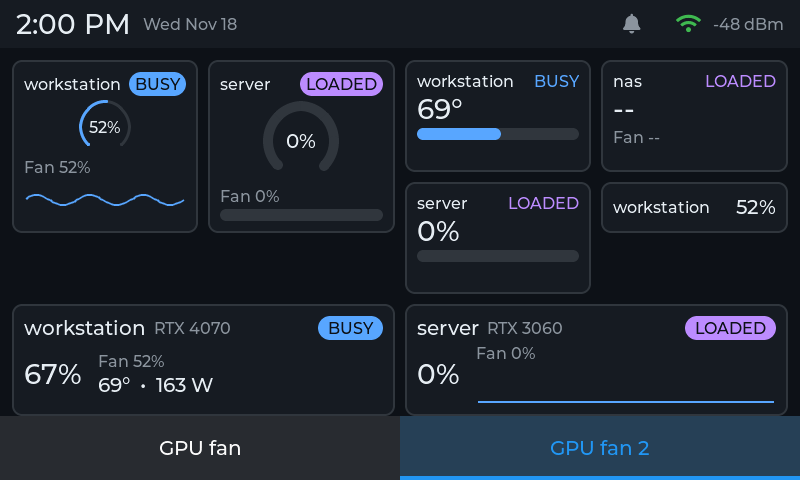 2:00 PM Wed Nov 18 -48 dBm
workstation BUSY
52%
Fan 52%
server LOADED
0%
Fan 0%
workstation BUSY
69°
nas LOADED
--
Fan --
server LOADED
0%
workstation 52%
workstation RTX 4070 BUSY
67%
Fan 52%
69° • 163 W
server RTX 3060 LOADED
Fan 0%
0%
GPU fan
GPU fan 2